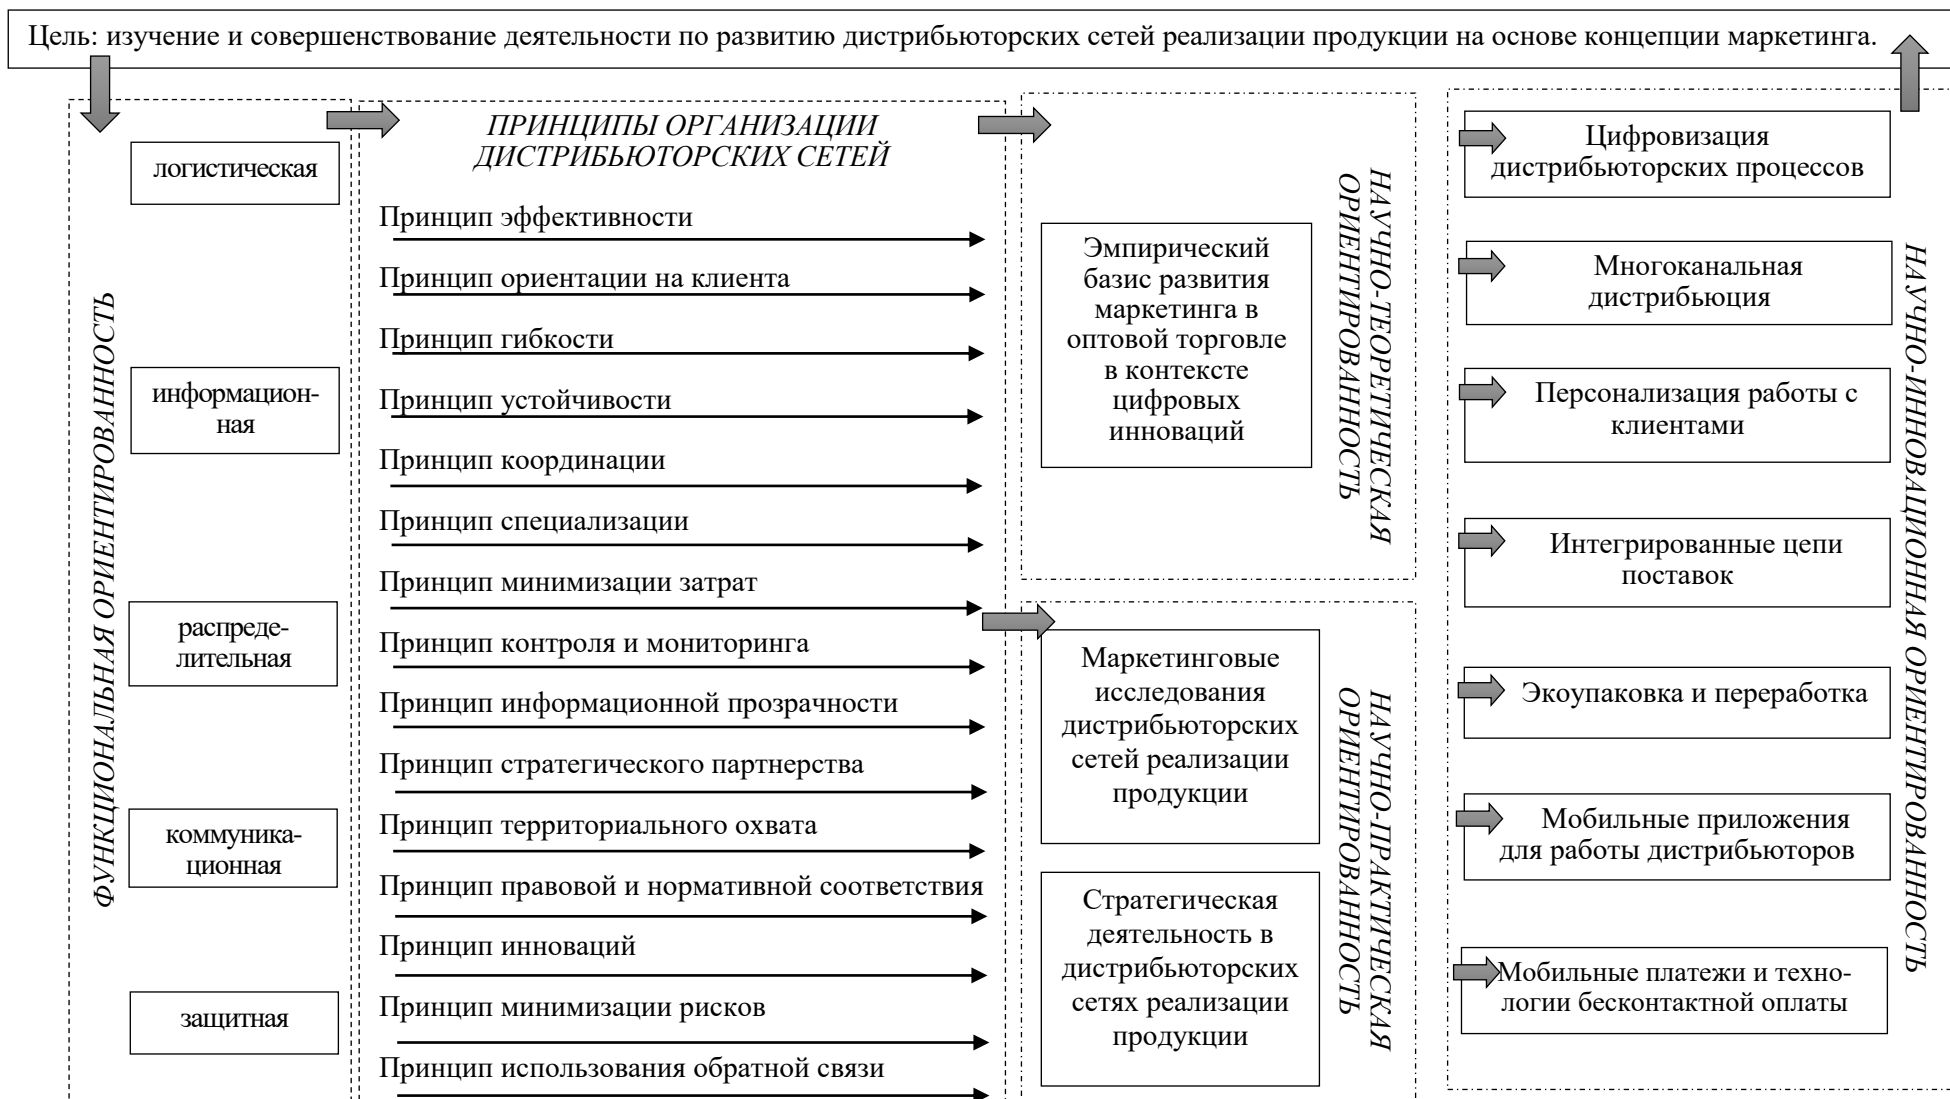 Цель: изучение и совершенствование деятельности по развитию дистрибьюторских сетей реализации продукции на основе концепции маркетинга.
ФУНКЦИОНАЛЬНАЯ ОРИЕНТИРОВАННОСТЬ
логистическая
информацион-
ная
распреде-
лительная
коммуника-
ционная
защитная
ПРИНЦИПЫ ОРГАНИЗАЦИИ
ДИСТРИБЬЮТОРСКИХ СЕТЕЙ
Принцип эффективности
Принцип ориентации на клиента
Принцип гибкости
Принцип устойчивости
Принцип координации
Принцип специализации
Принцип минимизации затрат
Принцип контроля и мониторинга
Принцип информационной прозрачности
Принцип стратегического партнерства
Принцип территориального охвата
Принцип правовой и нормативной соответствия
Принцип инноваций
Принцип минимизации рисков
Принцип использования обратной связи
Эмпирический
базис развития
маркетинга в
оптовой торговле
в контексте
цифровых
инноваций
НАУЧНО-ТЕОРЕТИЧЕСКАЯ
ОРИЕНТИРОВАННОСТЬ
Маркетинговые
исследования
дистрибьюторских
сетей реализации
продукции
Стратегическая
деятельность в
дистрибьюторских
сетях реализации
продукции
НАУЧНО-ПРАКТИЧЕСКАЯ
ОРИЕНТИРОВАННОСТЬ
Цифровизация
дистрибьюторских процессов
Многоканальная
дистрибьюция
Персонализация работы с
клиентами
Интегрированные цепи
поставок
Экоупаковка и переработка
Мобильные приложения
для работы дистрибьюторов
Мобильные платежи и техно-
логии бесконтактной оплаты
НАУЧНО-ИННОВАЦИОННАЯ ОРИЕНТИРОВАННОСТЬ